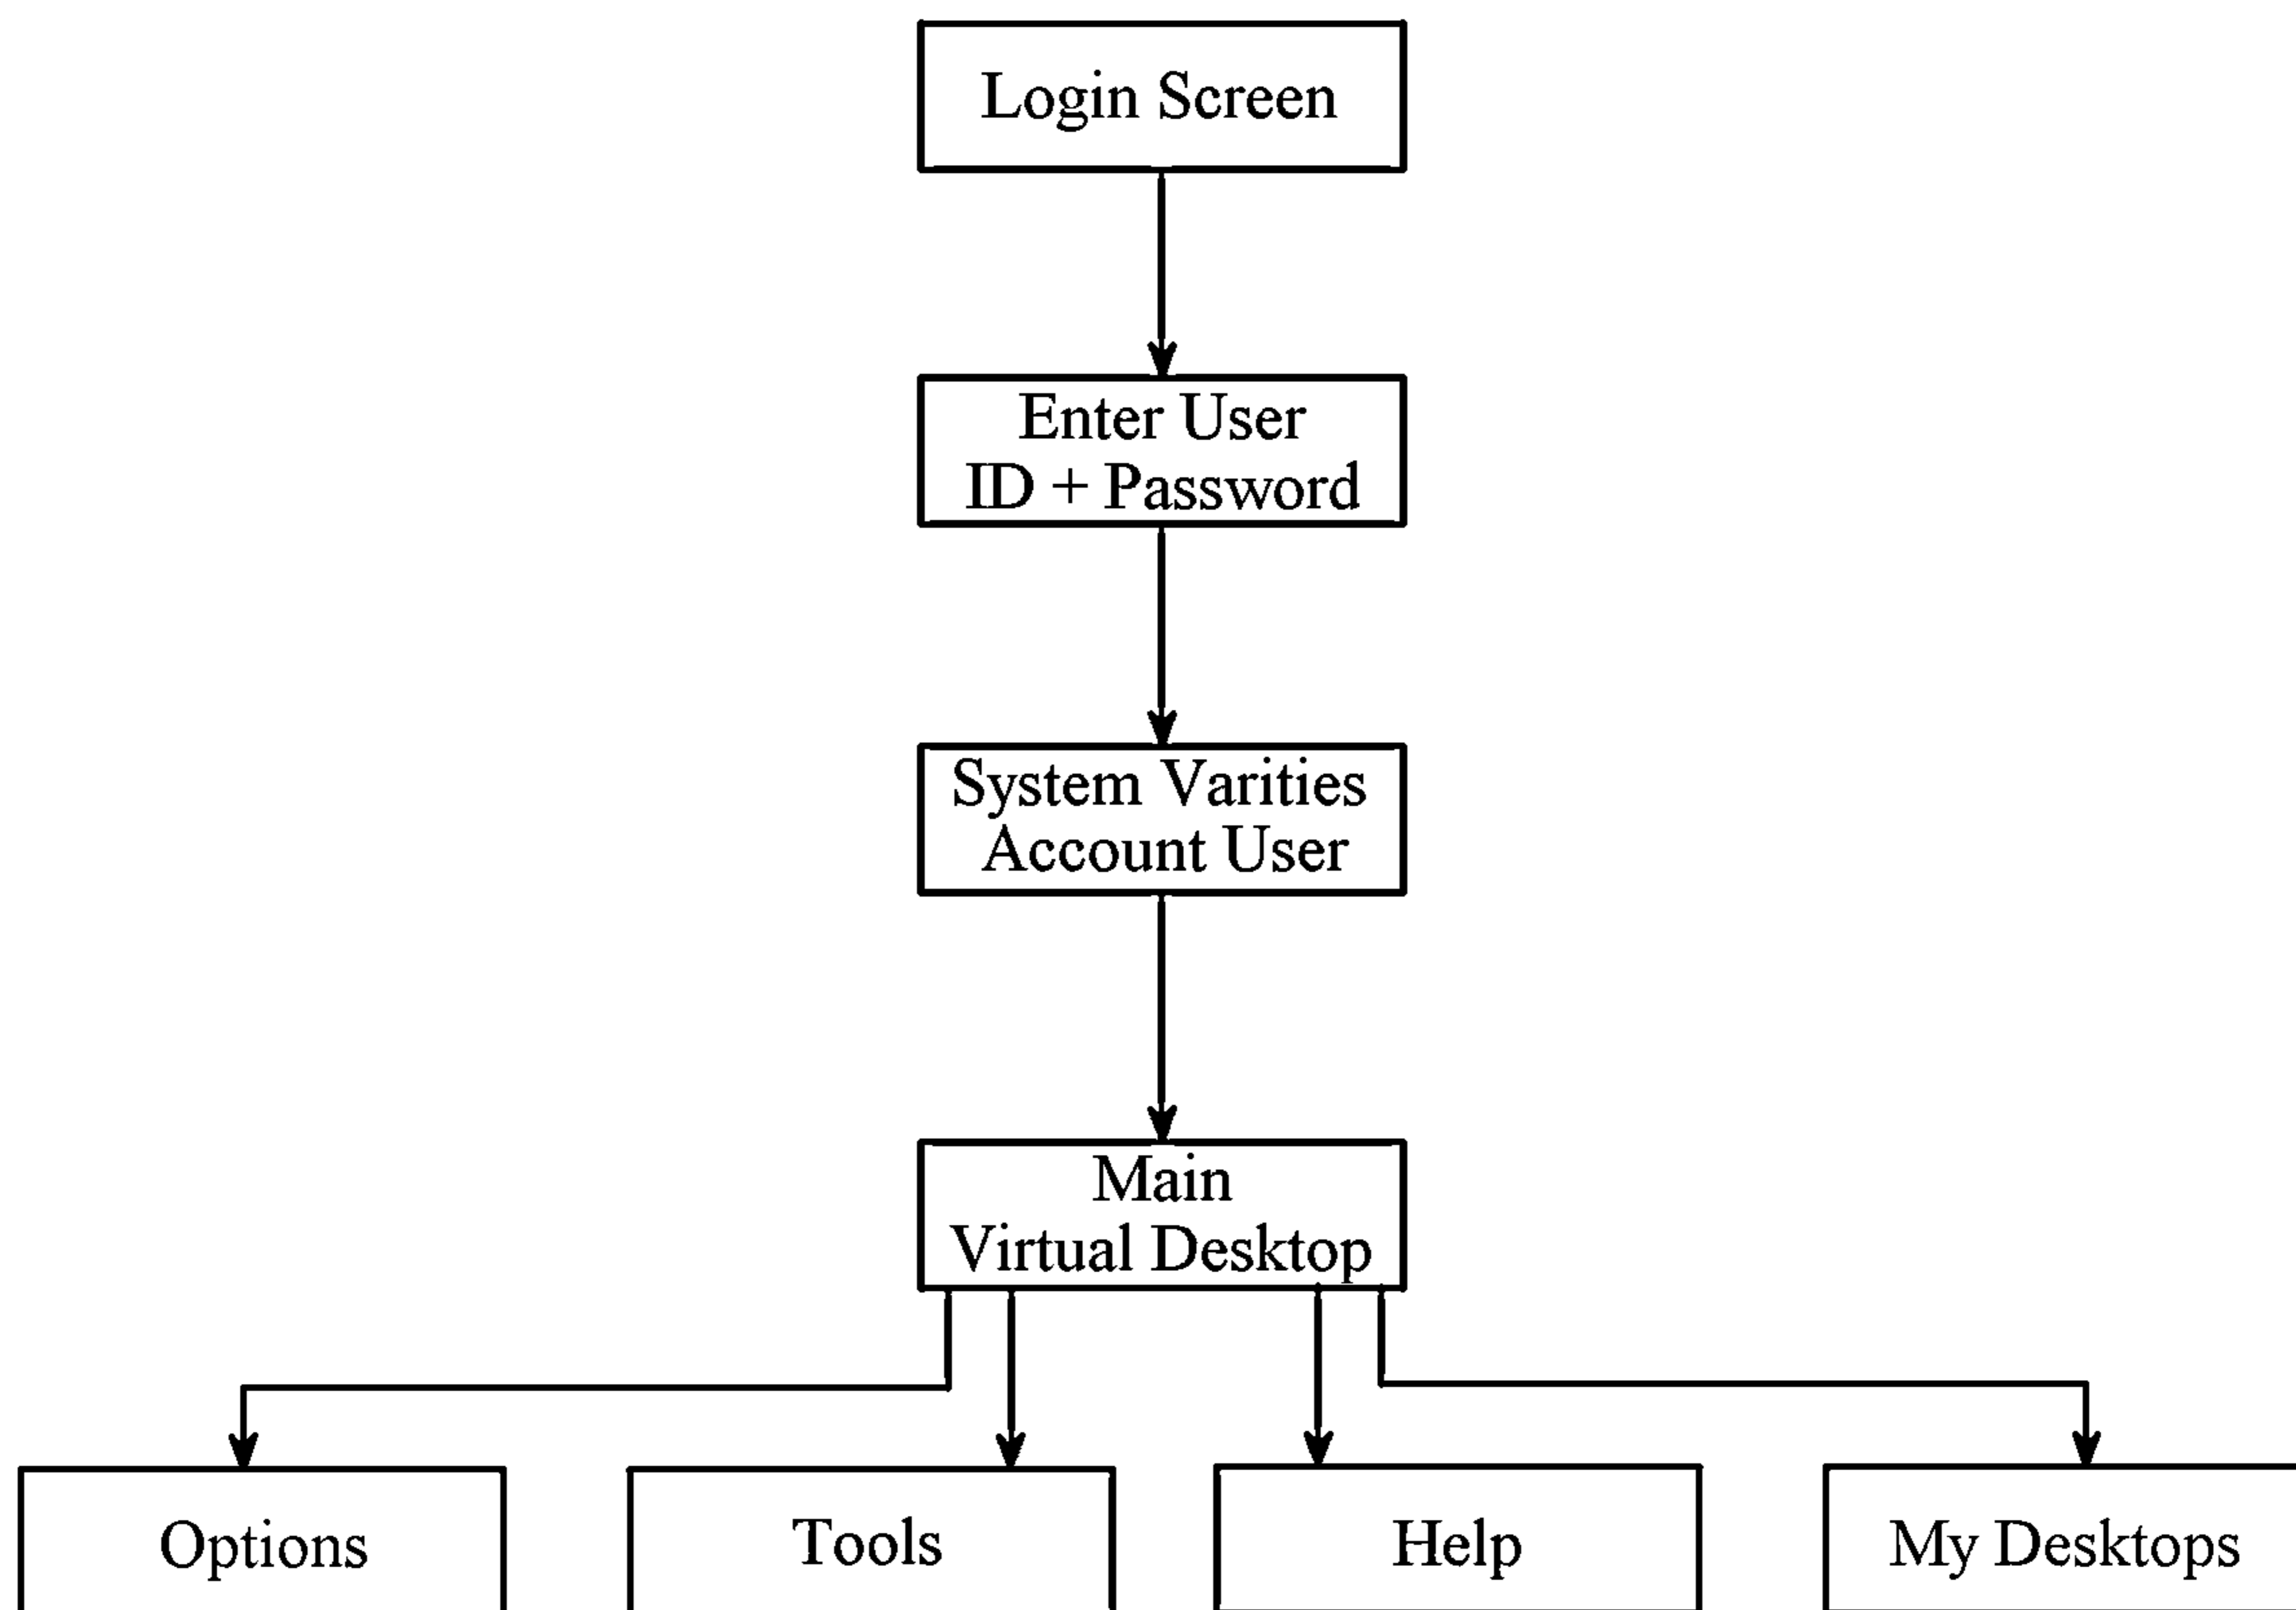 Login Screen
Enter User
ID + Password
System Varities
Account User
Main
Virtual Desktop
Options
Tools
Help
My Desktops